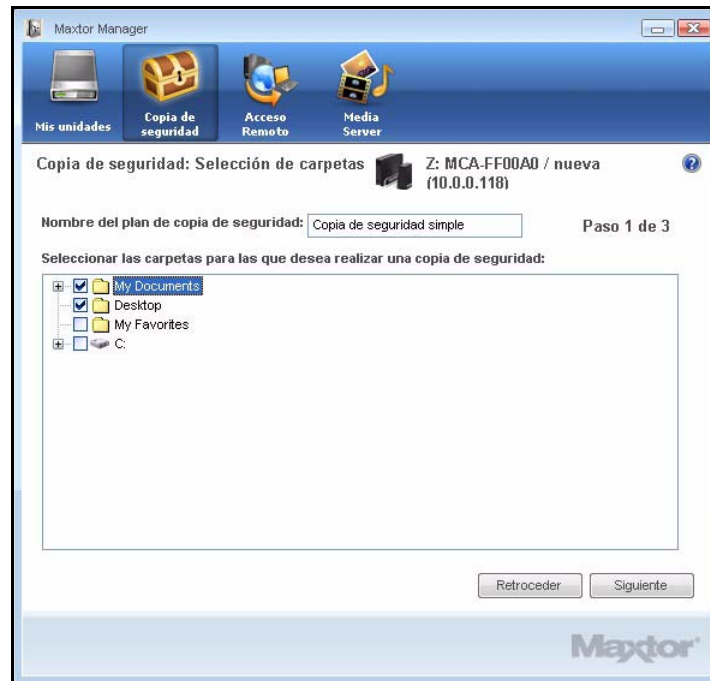 Maxtor Manager
Mis unidades
Copia de seguridad
Acceso Remoto
Media Server
Copia de seguridad: Selección de carpetas
Z: MCA-FF00A0 / nueva
(10.0.0.118)
Nombre del plan de copia de seguridad: Copia de seguridad simple
Paso 1 de 3
Seleccionar las carpetas para las que desea realizar una copia de seguridad:
My Documents
Desktop
My Favorites
C:
Retroceder
Siguiente
Maxtor